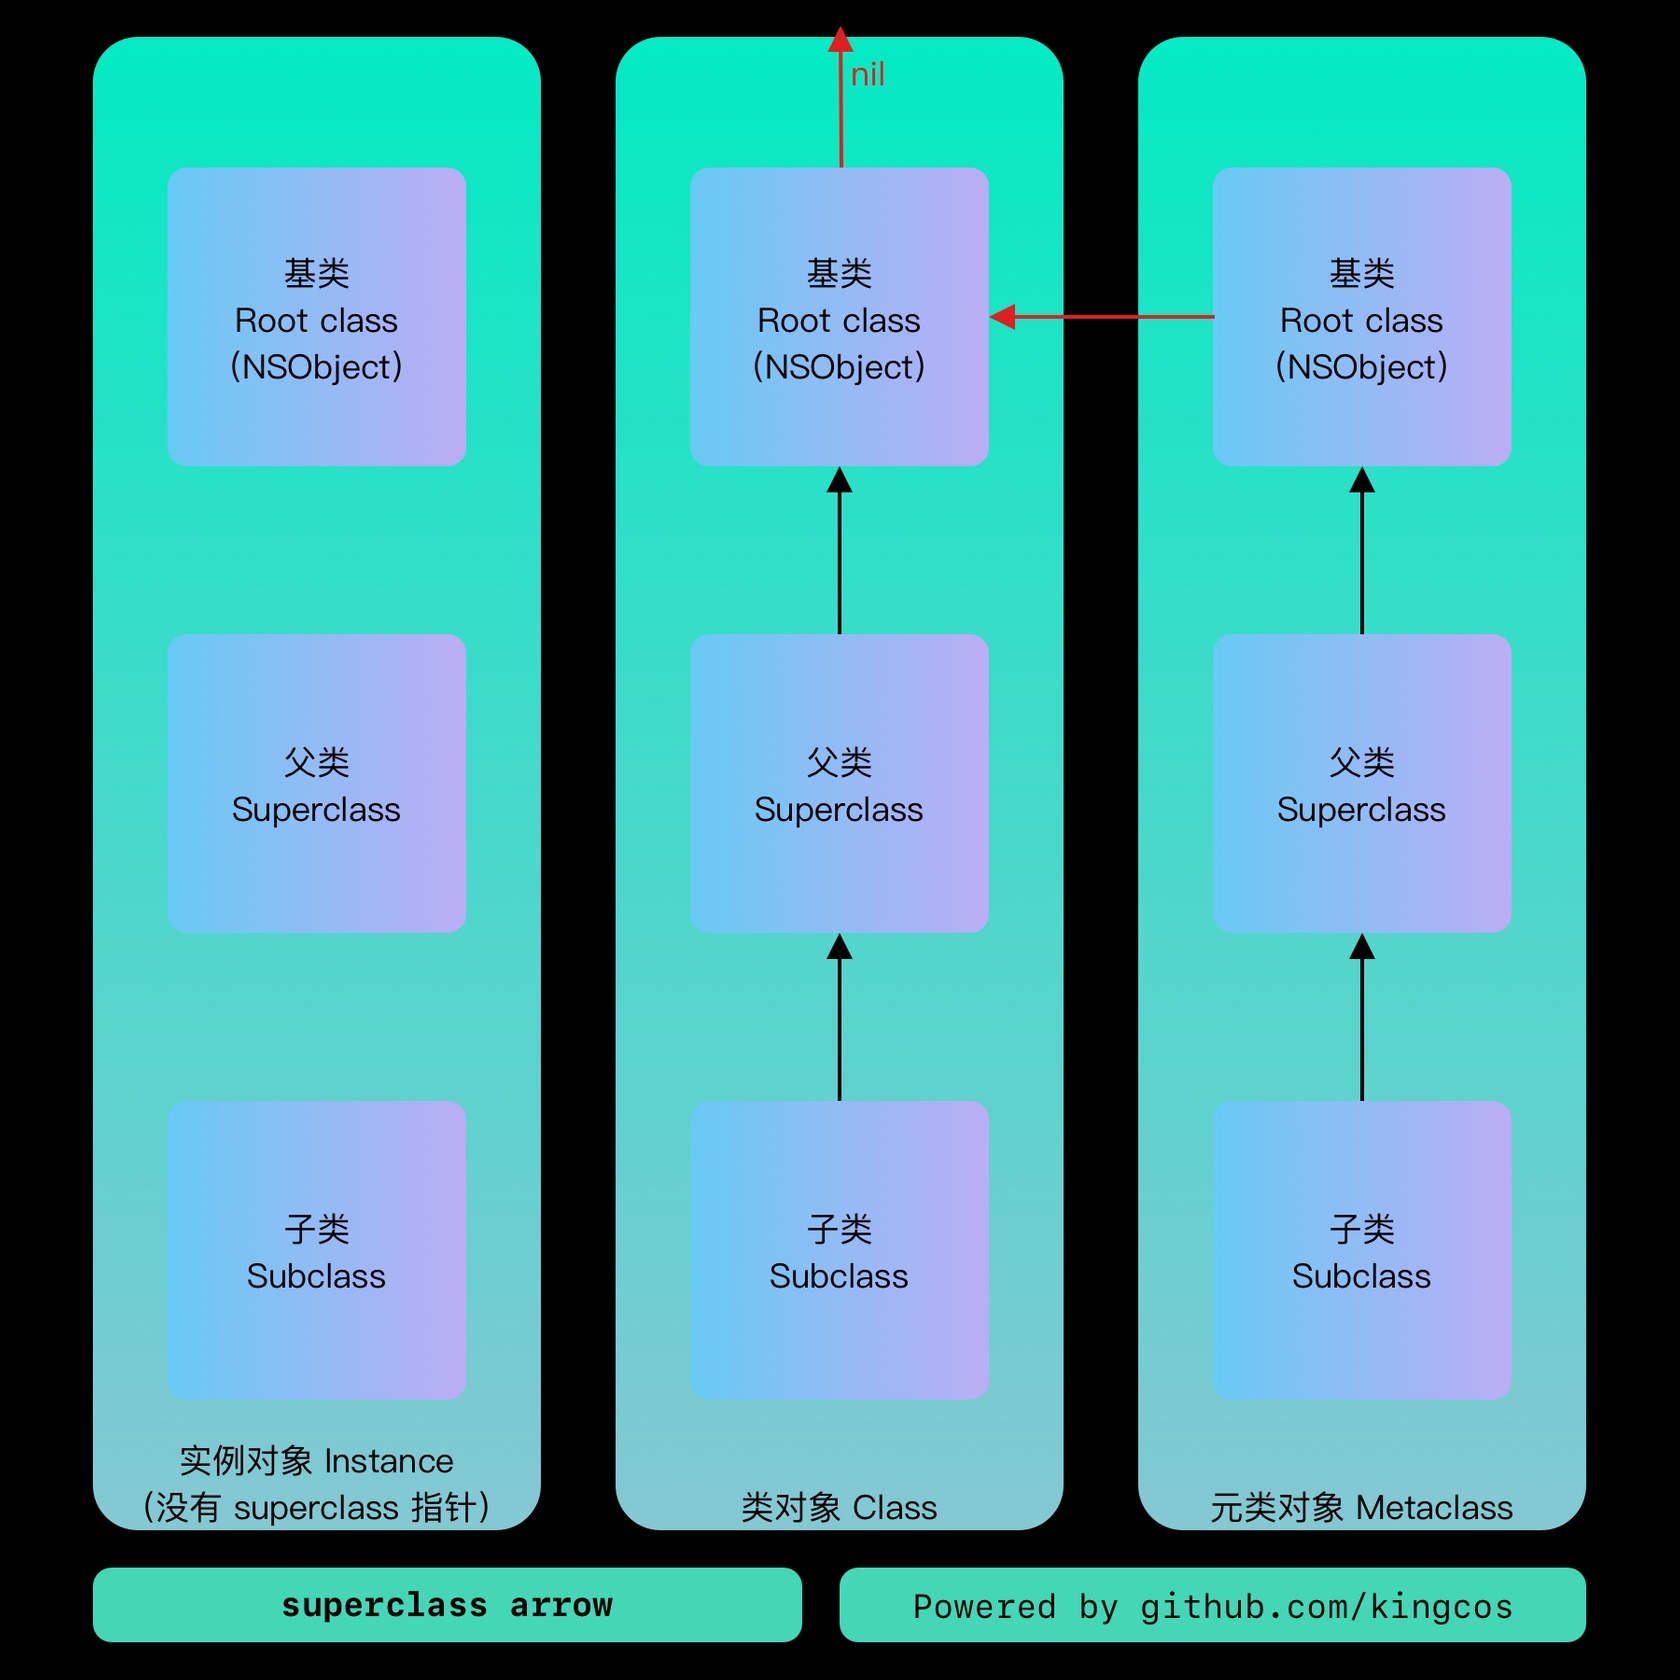 nil
基类
Root class
(NSObject)
父类
Superclass
子类
Subclass
实例对象 Instance
（没有 superclass 指针）
基类
Root class
(NSObject)
父类
Superclass
子类
Subclass
类对象 Class
基类
Root class
(NSObject)
父类
Superclass
子类
Subclass
元类对象 Metaclass
superclass arrow
Powered by github.com/kingcos